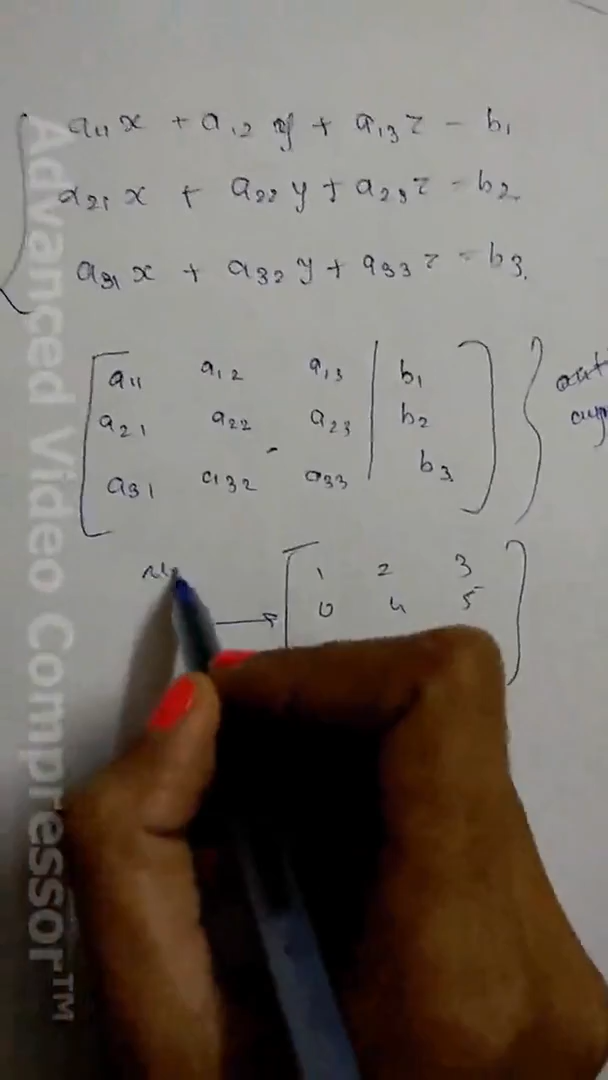 a11 x + a12 y + a13 z = b1
a21 x + a22 y + a23 z = b2
a31 x + a32 y + a33 z = b3.
a11 a12 a13 | b1
a21 a22 a23 | b2
a31 a32 a33 | b3
1 2 3
0 4 5
Advanced Video Compressor™